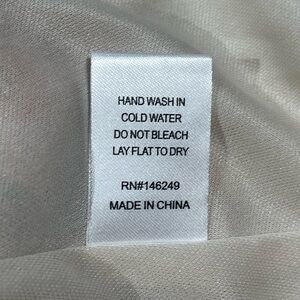 HAND WASH IN
COLD WATER
DO NOT BLEACH
LAY FLAT TO DRY
RN#146249
MADE IN CHINA